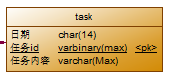 task
日期 char(14)
任务id varbinary(max) <pk>
任务内容 varchar(Max)